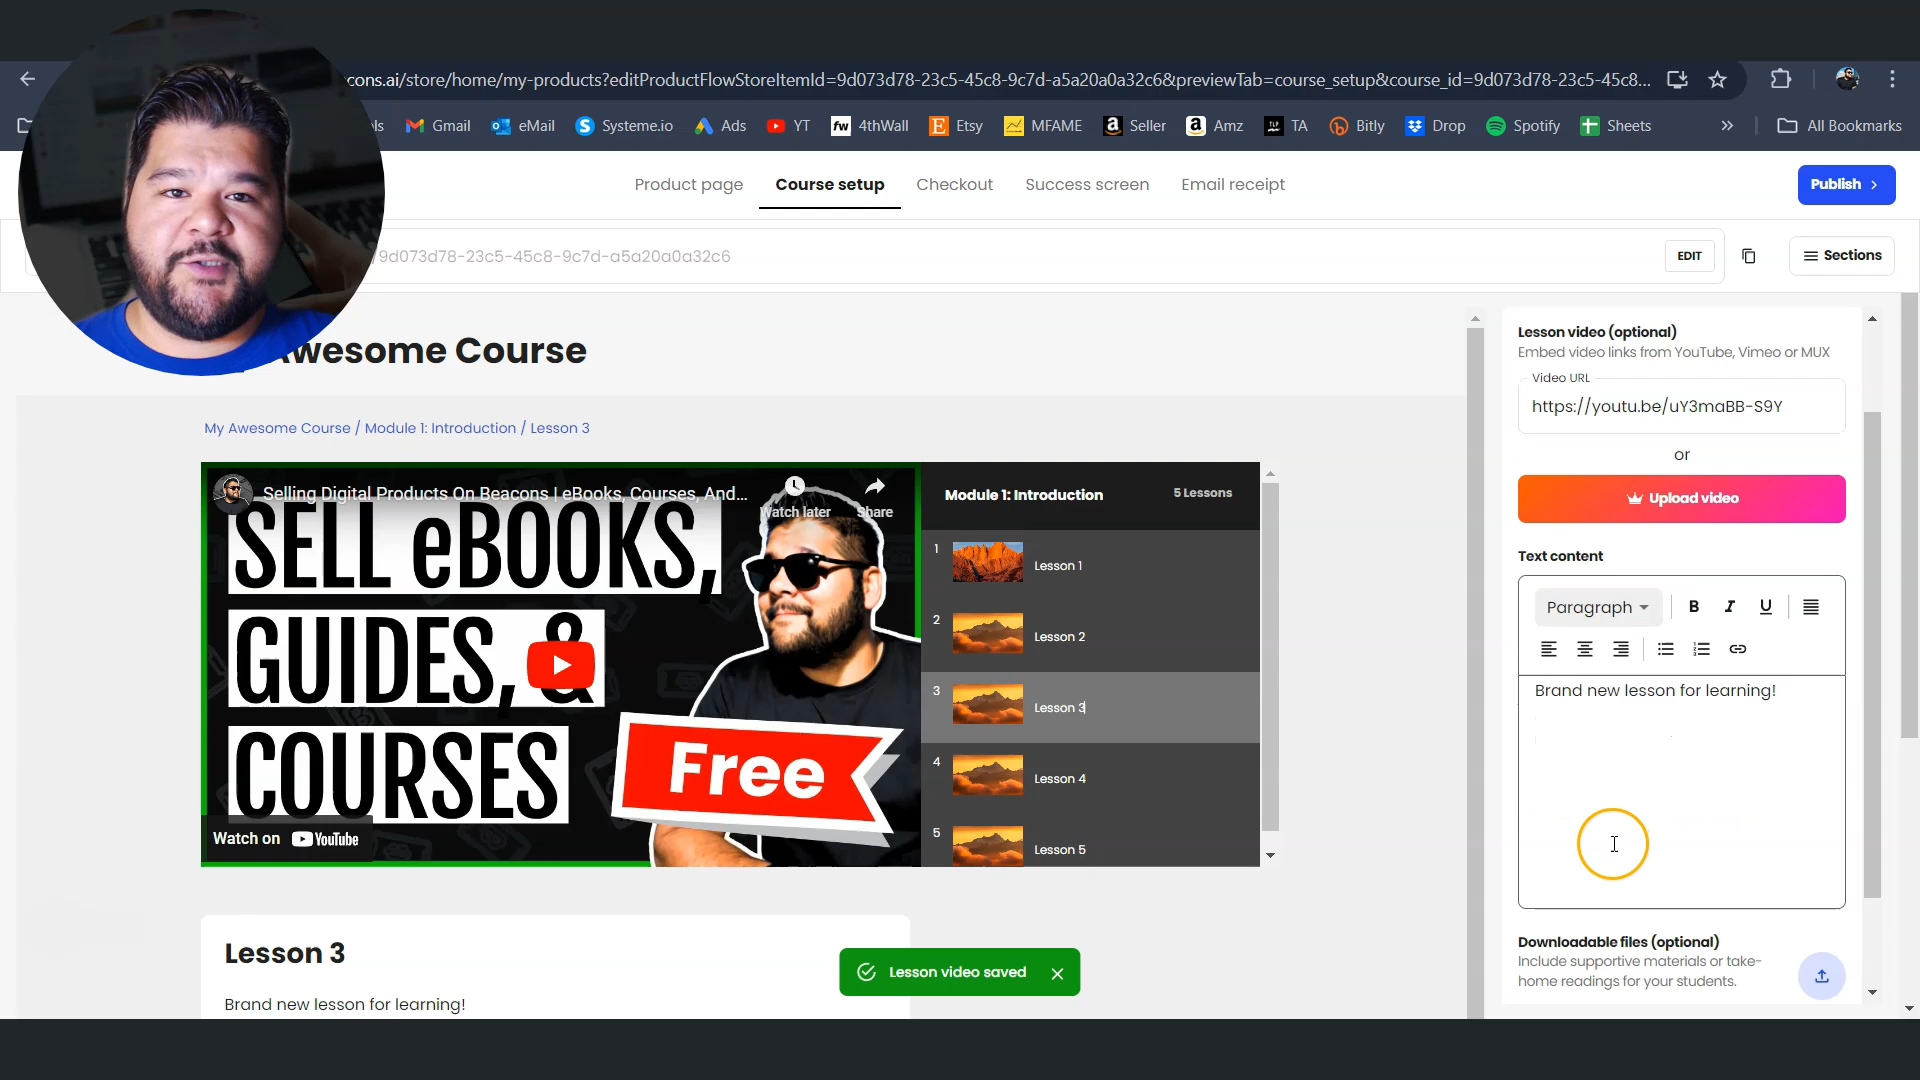 cons.ai/store/home/my-products?editProductFlowStoreItemId=9d073d78-23c5-45c8-9c7d-a5a20a0a32c6&previewTab=course_setup&course_id=9d073d78-23c5-45c8...
Gmail eMail Systeme.io Ads YT fw 4thWall E Etsy MFAME a Seller a Amz TLP TA Bitly Drop Spotify Sheets » All Bookmarks
Product page Course setup Checkout Success screen Email receipt Publish
9d073d78-23c5-45c8-9c7d-a5a20a0a32c6 EDIT Sections
Awesome Course
My Awesome Course / Module 1: Introduction / Lesson 3
Selling Digital Products On Beacons | eBooks, Courses, And...
Watch later Share
SELL eBOOKS,
GUIDES, &
COURSES
Free
Watch on YouTube
Module 1: Introduction 5 Lessons
1 Lesson 1
2 Lesson 2
3 Lesson 3
4 Lesson 4
5 Lesson 5
Lesson 3
Brand new lesson for learning!
Lesson video saved
Lesson video (optional)
Embed video links from YouTube, Vimeo or MUX
Video URL
https://youtu.be/uY3maBB-S9Y
or
Upload video
Text content
Paragraph B I U
Brand new lesson for learning!
Downloadable files (optional)
Include supportive materials or take-
home readings for your students.